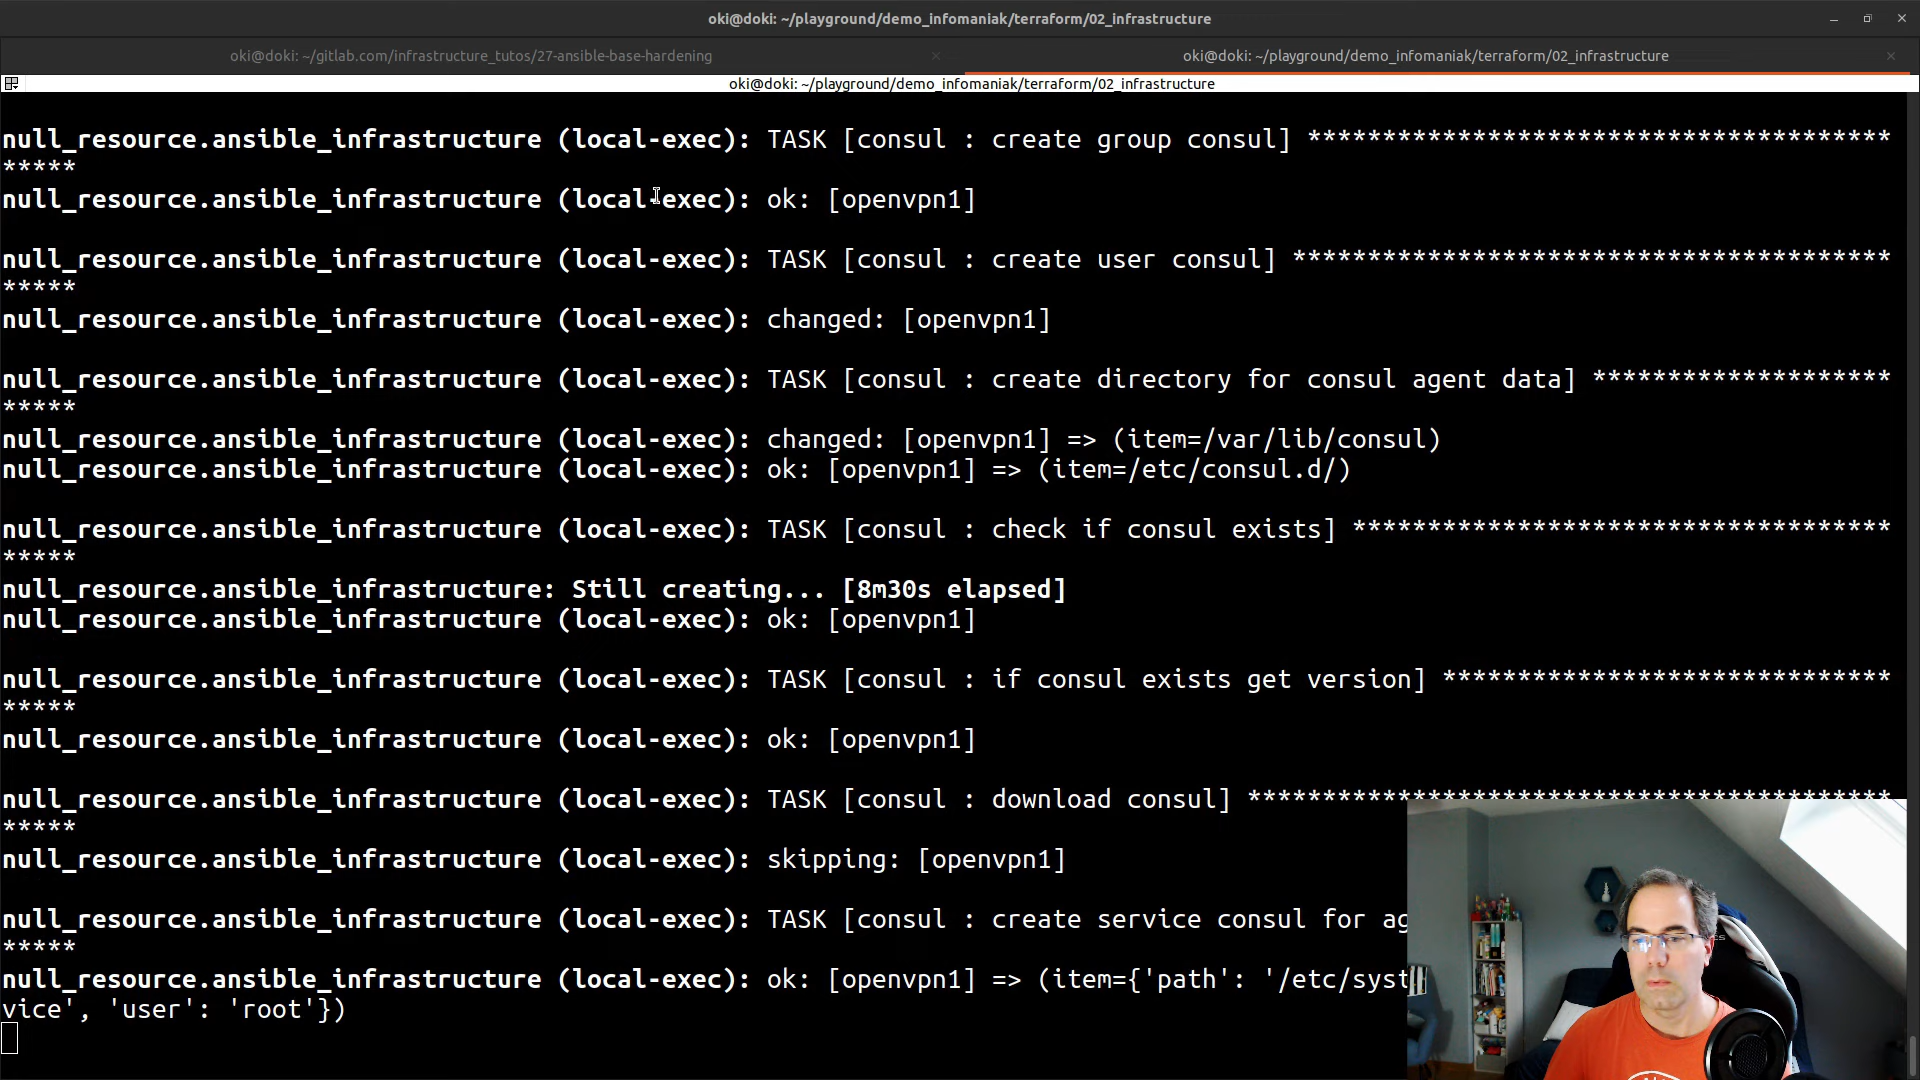 oki@doki: ~/playground/demo_infomaniak/terraform/02_infrastructure
oki@doki: ~/gitlab.com/infrastructure_tutos/27-ansible-base-hardening
oki@doki: ~/playground/demo_infomaniak/terraform/02_infrastructure
oki@doki: ~/playground/demo_infomaniak/terraform/02_infrastructure
null_resource.ansible_infrastructure (local-exec): TASK [consul : create group consul] ***************************************
*****
null_resource.ansible_infrastructure (local-exec): ok: [openvpn1]
null_resource.ansible_infrastructure (local-exec): TASK [consul : create user consul] ****************************************
*****
null_resource.ansible_infrastructure (local-exec): changed: [openvpn1]
null_resource.ansible_infrastructure (local-exec): TASK [consul : create directory for consul agent data] ********************
*****
null_resource.ansible_infrastructure (local-exec): changed: [openvpn1] => (item=/var/lib/consul)
null_resource.ansible_infrastructure (local-exec): ok: [openvpn1] => (item=/etc/consul.d/)
null_resource.ansible_infrastructure (local-exec): TASK [consul : check if consul exists] ************************************
*****
null_resource.ansible_infrastructure: Still creating... [8m30s elapsed]
null_resource.ansible_infrastructure (local-exec): ok: [openvpn1]
null_resource.ansible_infrastructure (local-exec): TASK [consul : if consul exists get version] ******************************
*****
null_resource.ansible_infrastructure (local-exec): ok: [openvpn1]
null_resource.ansible_infrastructure (local-exec): TASK [consul : download consul] *******************************************
*****
null_resource.ansible_infrastructure (local-exec): skipping: [openvpn1]
null_resource.ansible_infrastructure (local-exec): TASK [consul : create service consul for ag
*****
null_resource.ansible_infrastructure (local-exec): ok: [openvpn1] => (item={'path': '/etc/syst
vice', 'user': 'root'})